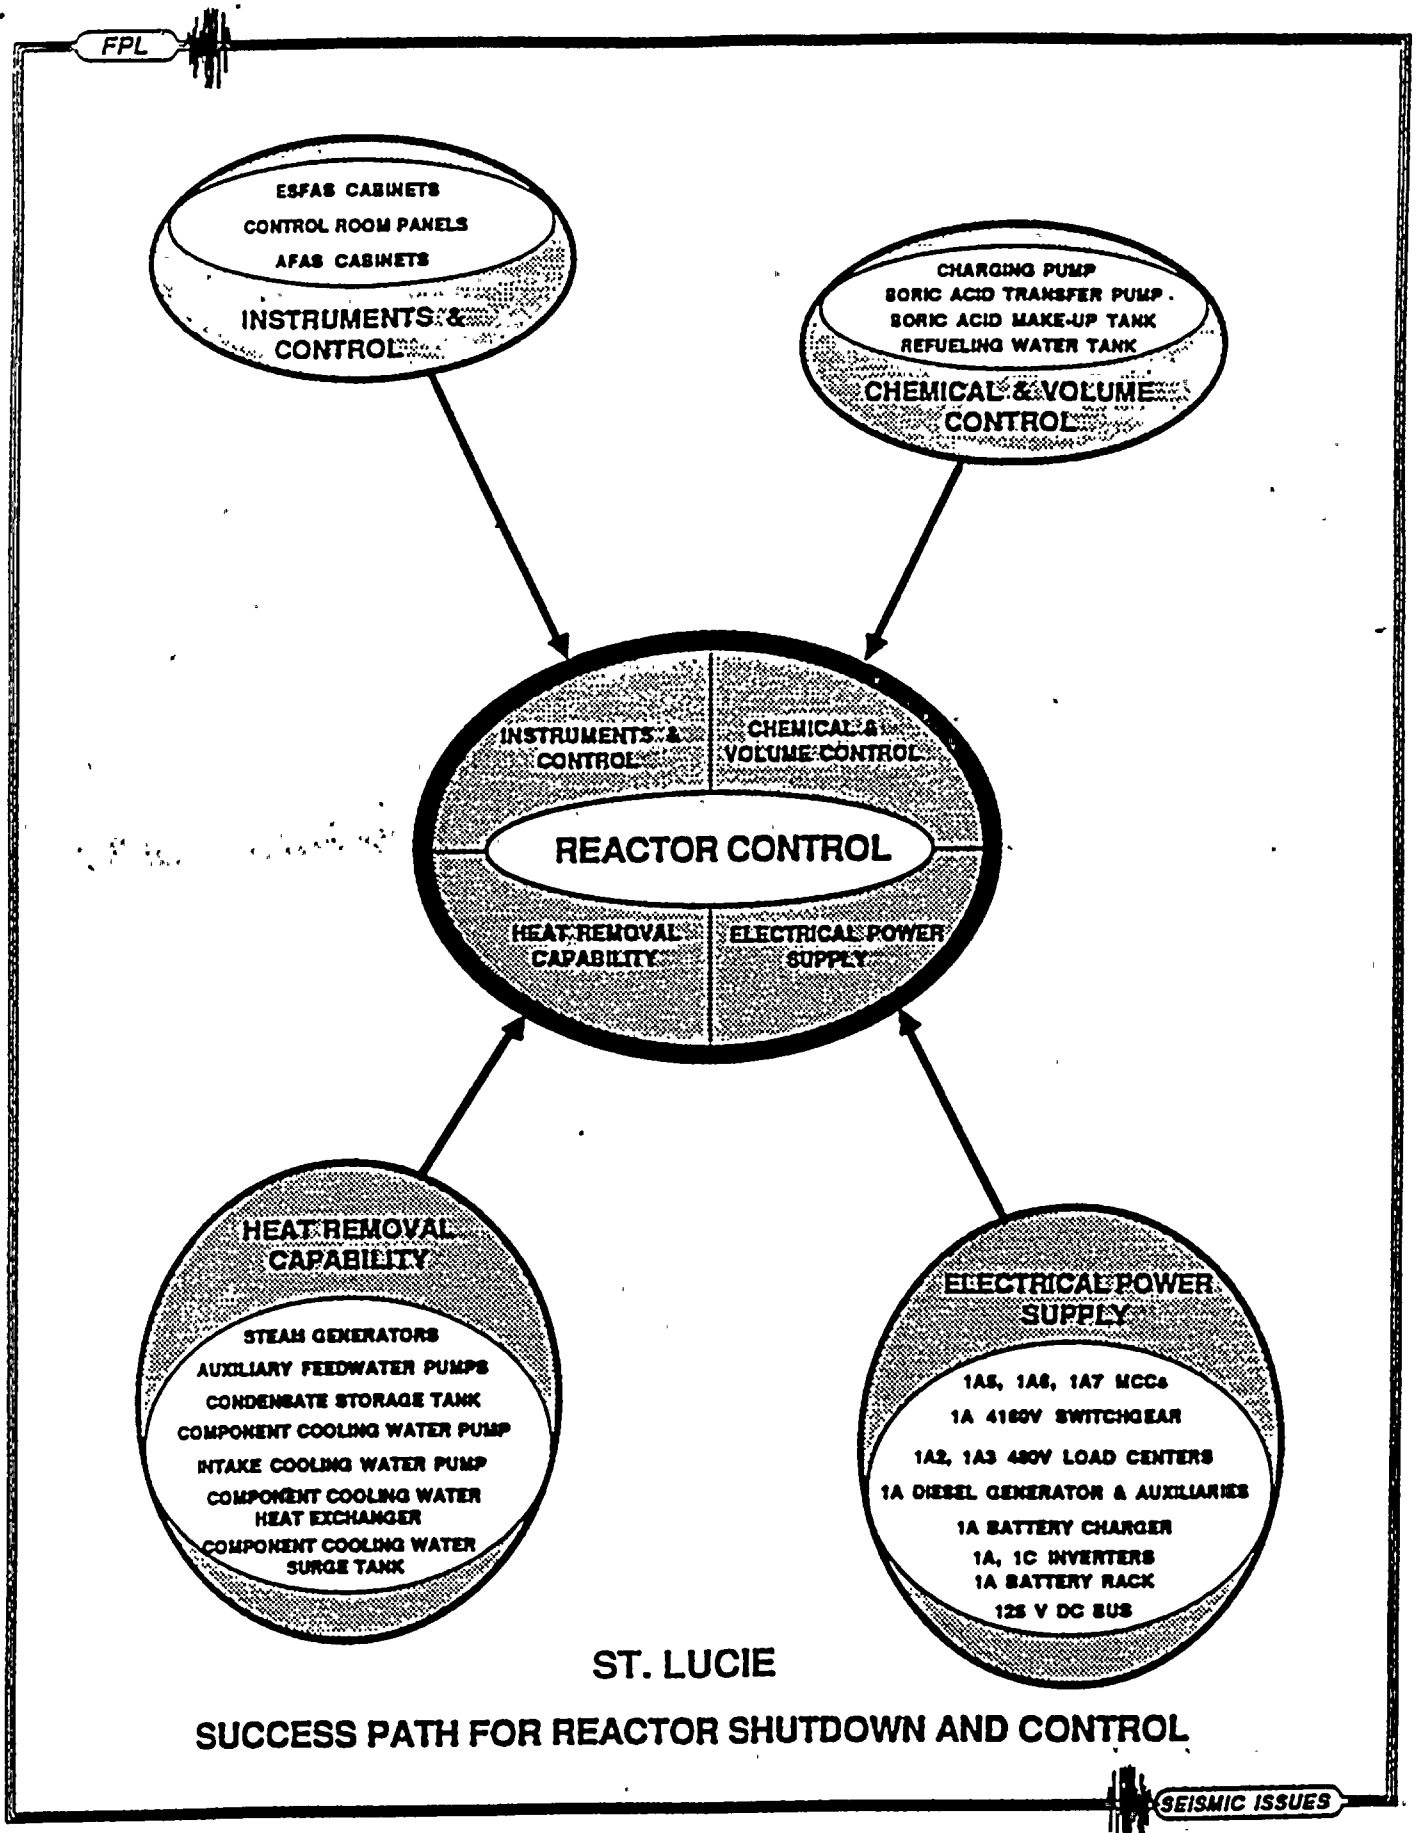 FPL
ESFAS CABINETS
CONTROL ROOM PANELS
AFAS CABINETS
INSTRUMENTS &
CONTROL
CHARGING PUMP
BORIC ACID TRANSFER PUMP
BORIC ACID MAKE-UP TANK
REFUELING WATER TANK
CHEMICAL & VOLUME
CONTROL
INSTRUMENTS &
CONTROL
CHEMICAL &
VOLUME CONTROL
REACTOR CONTROL
HEAT REMOVAL
CAPABILITY
ELECTRICAL POWER
SUPPLY
HEAT REMOVAL
CAPABILITY
STEAM GENERATORS
AUXILIARY FEEDWATER PUMPS
CONDENSATE STORAGE TANK
COMPONENT COOLING WATER PUMP
INTAKE COOLING WATER PUMP
COMPONENT COOLING WATER
HEAT EXCHANGER
COMPONENT COOLING WATER
SURGE TANK
ELECTRICAL POWER
SUPPLY
1A5, 1A6, 1A7 MCCs
1A 4160V SWITCHGEAR
1A2, 1A3 480V LOAD CENTERS
1A DIESEL GENERATOR & AUXILIARIES
1A BATTERY CHARGER
1A, 1C INVERTERS
1A BATTERY RACK
125 V DC BUS
ST. LUCIE
SUCCESS PATH FOR REACTOR SHUTDOWN AND CONTROL
SEISMIC ISSUES